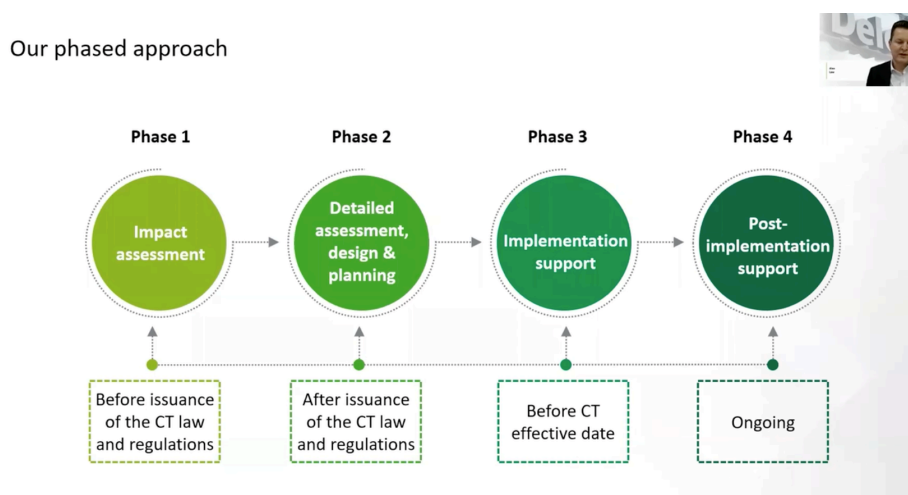 Our phased approach
Phase 1
Phase 2
Phase 3
Phase 4
Impact
assessment
Detailed
assessment,
design &
planning
Implementation
support
Post-
implementation
support
Before issuance
of the CT law
and regulations
After issuance
of the CT law
and regulations
Before CT
effective date
Ongoing